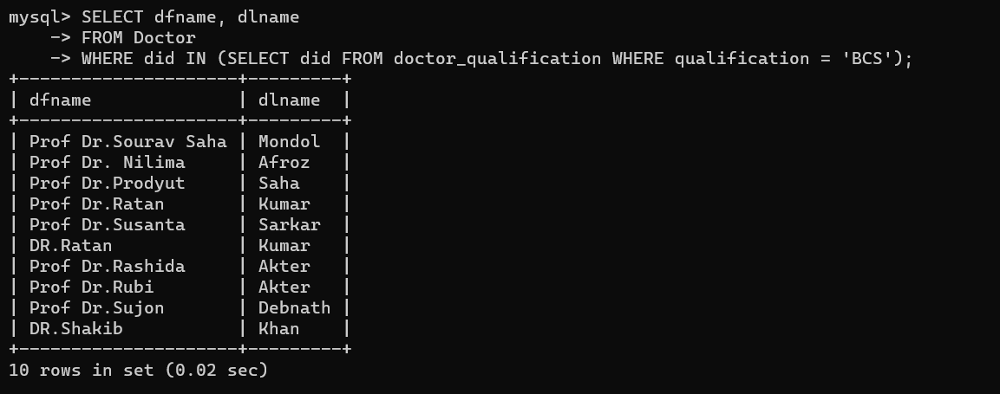 mysql> SELECT dfname, dlname
    -> FROM Doctor
    -> WHERE did IN (SELECT did FROM doctor_qualification WHERE qualification = 'BCS');
+---------------------+---------+
| dfname              | dlname  |
+---------------------+---------+
| Prof Dr.Sourav Saha | Mondol  |
| Prof Dr. Nilima     | Afroz   |
| Prof Dr.Prodyut     | Saha    |
| Prof Dr.Ratan       | Kumar   |
| Prof Dr.Susanta     | Sarkar  |
| DR.Ratan            | Kumar   |
| Prof Dr.Rashida     | Akter   |
| Prof Dr.Rubi        | Akter   |
| Prof Dr.Sujon       | Debnath |
| DR.Shakib           | Khan    |
+---------------------+---------+
10 rows in set (0.02 sec)